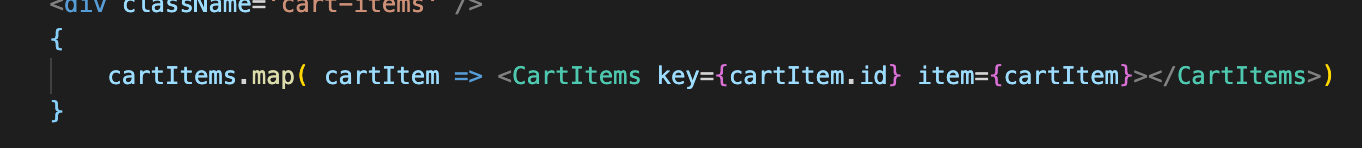 <div className='cart-items' />
{
cartItems.map( cartItem => <CartItems key={cartItem.id} item={cartItem}></CartItems>)
}